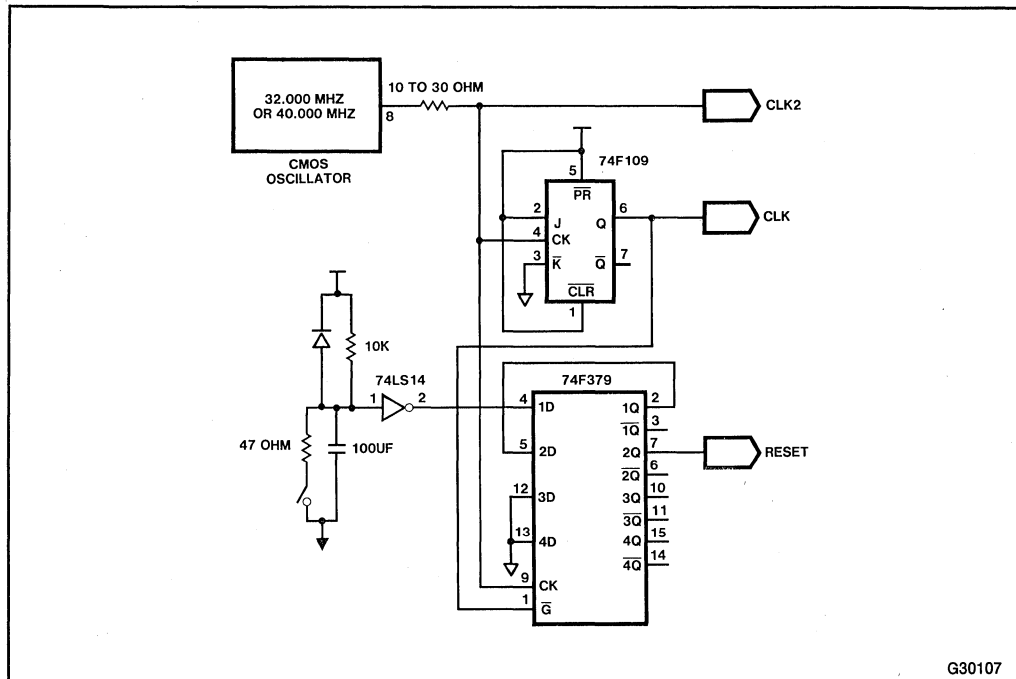 32.000 MHZ
OR 40.000 MHZ
8
CMOS
OSCILLATOR
10 TO 30 OHM
CLK2
74F109
5
PR
2
J
Q
6
CLK
4
CK
3
K
Q
7
CLR
1
10K
74LS14
1
2
47 OHM
100UF
74F379
4
1D
1Q
2
1Q
3
5
2D
2Q
7
RESET
2Q
6
12
3D
3Q
10
3Q
11
13
4D
4Q
15
4Q
14
9
CK
1
G
G30107